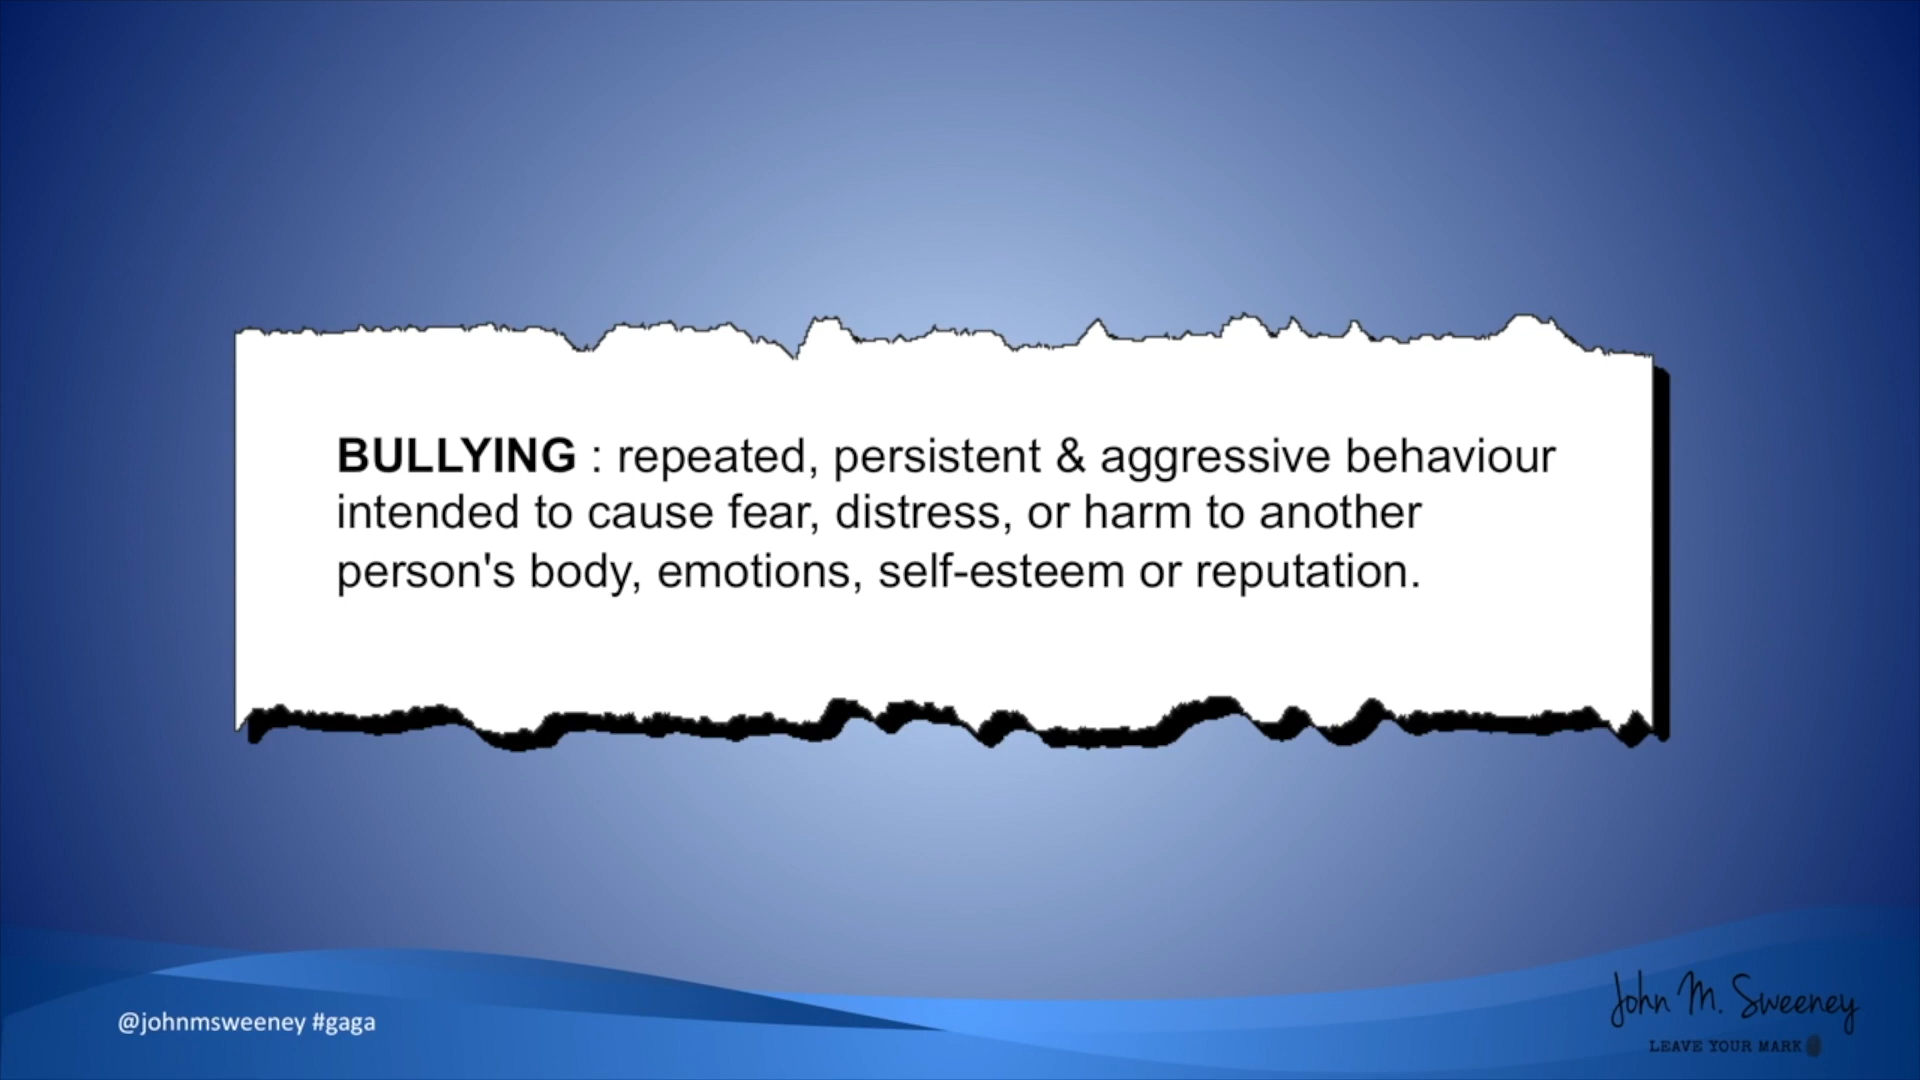 BULLYING : repeated, persistent & aggressive behaviour
intended to cause fear, distress, or harm to another
person's body, emotions, self-esteem or reputation.
@johnmsweeney #gaga
John M. Sweeney
LEAVE YOUR MARK